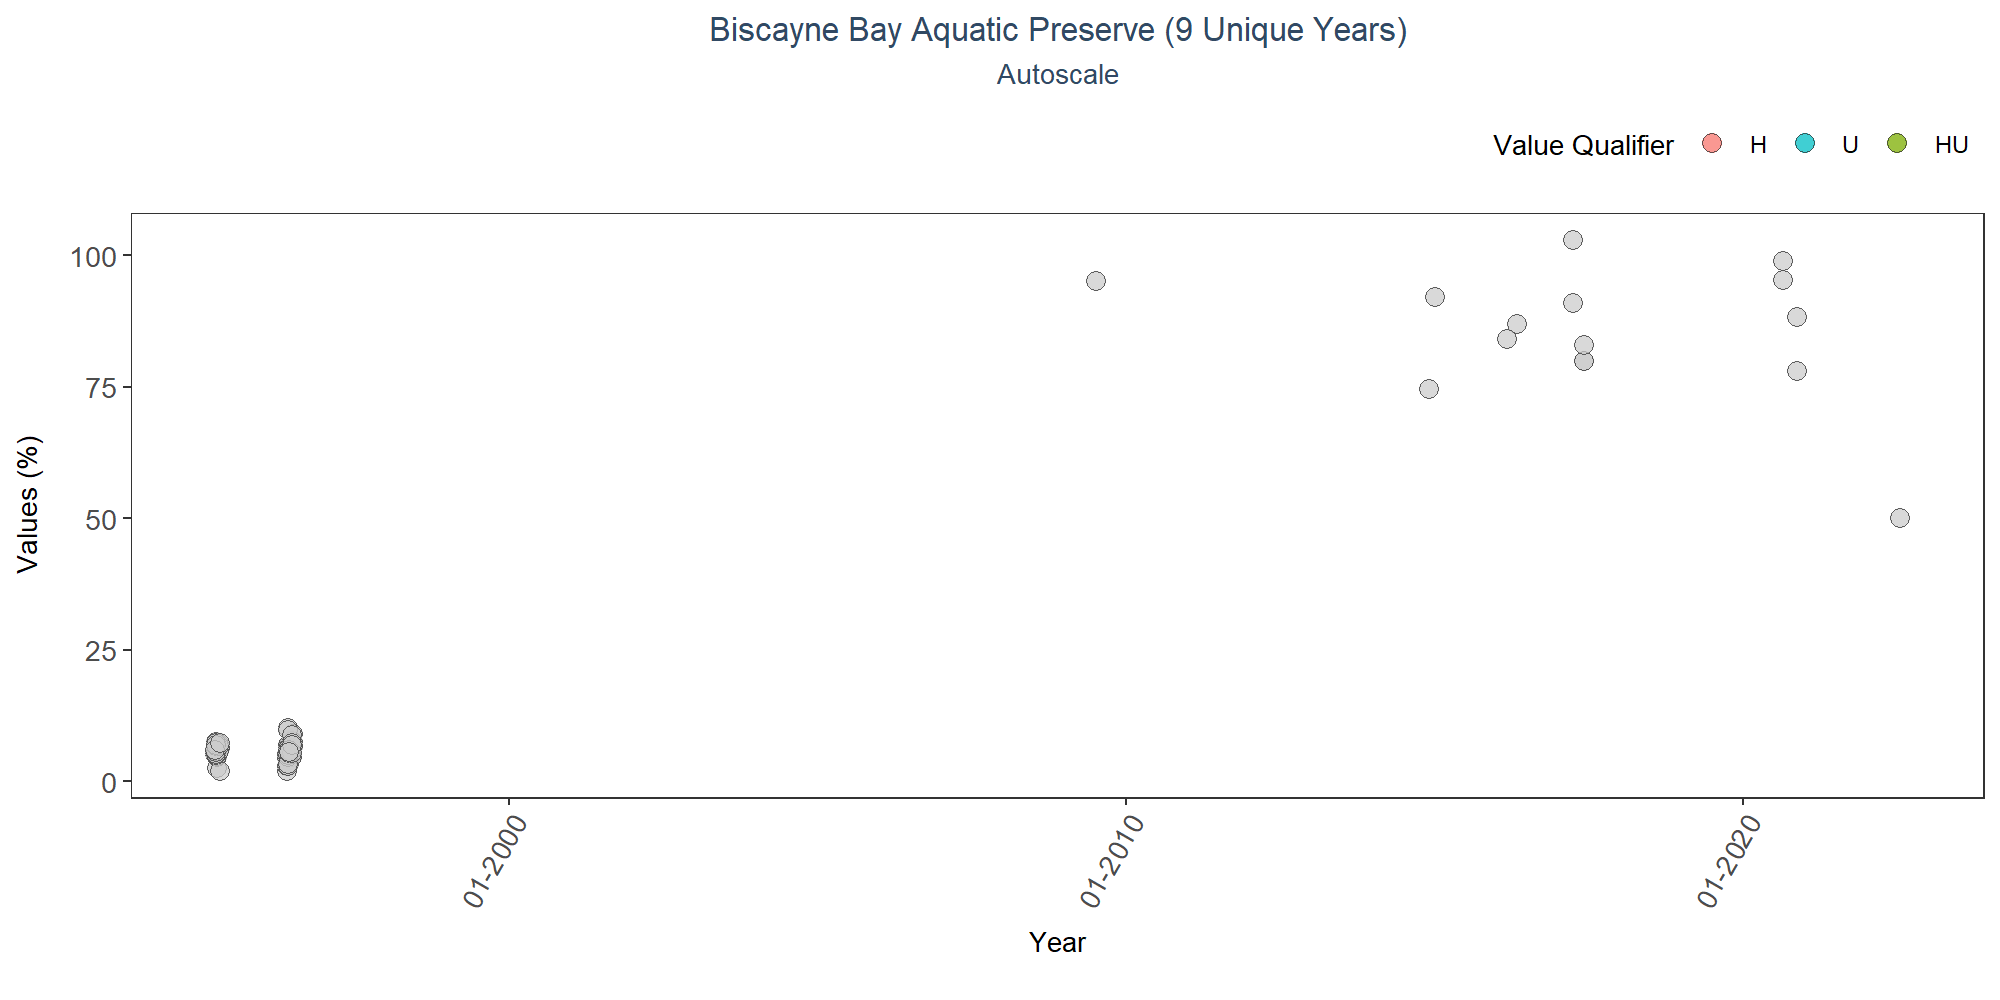 Biscayne Bay Aquatic Preserve (9 Unique Years)
Autoscale
Value Qualifier H U HU
100
75
50
25
0
Values (%)
01-2000 01-2010 01-2020
Year